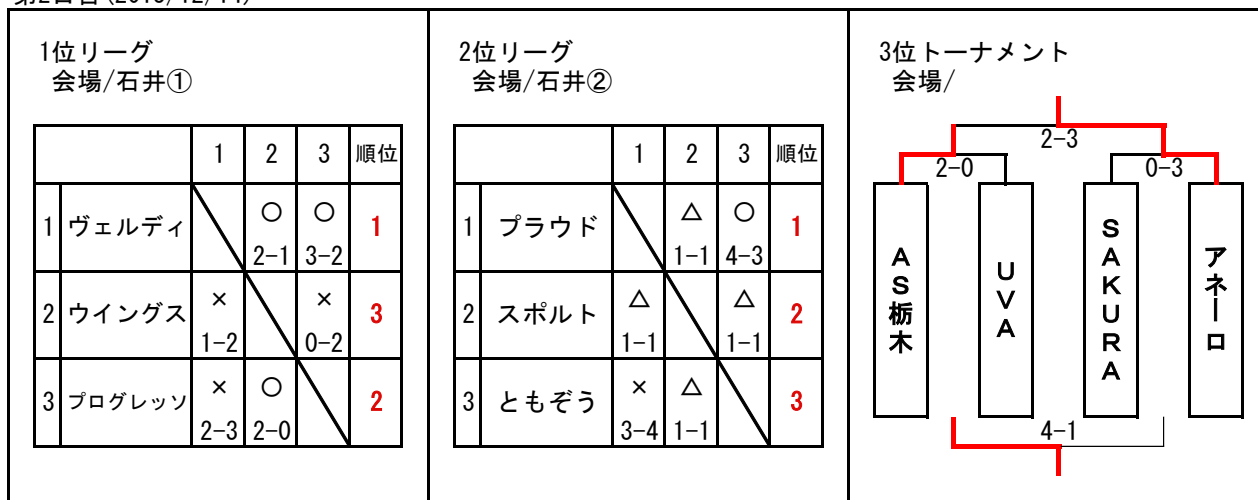 1位リーグ
会場/石井①
1 2 3 順位
1 ヴェルディ ○ ○ 1
2-1 3-2
2 ウイングス × × 3
1-2 0-2
3 プログレッソ × ○ 2
2-3 2-0
2位リーグ
会場/石井②
1 2 3 順位
1 プラウド △ ○ 1
1-1 4-3
2 スポルト △ △ 2
1-1 1-1
3 ともぞう × △ 3
3-4 1-1
3位トーナメント
会場/
2-3
2-0 0-3
AS栃木
UVA
SAKURA
アネーロ
4-1